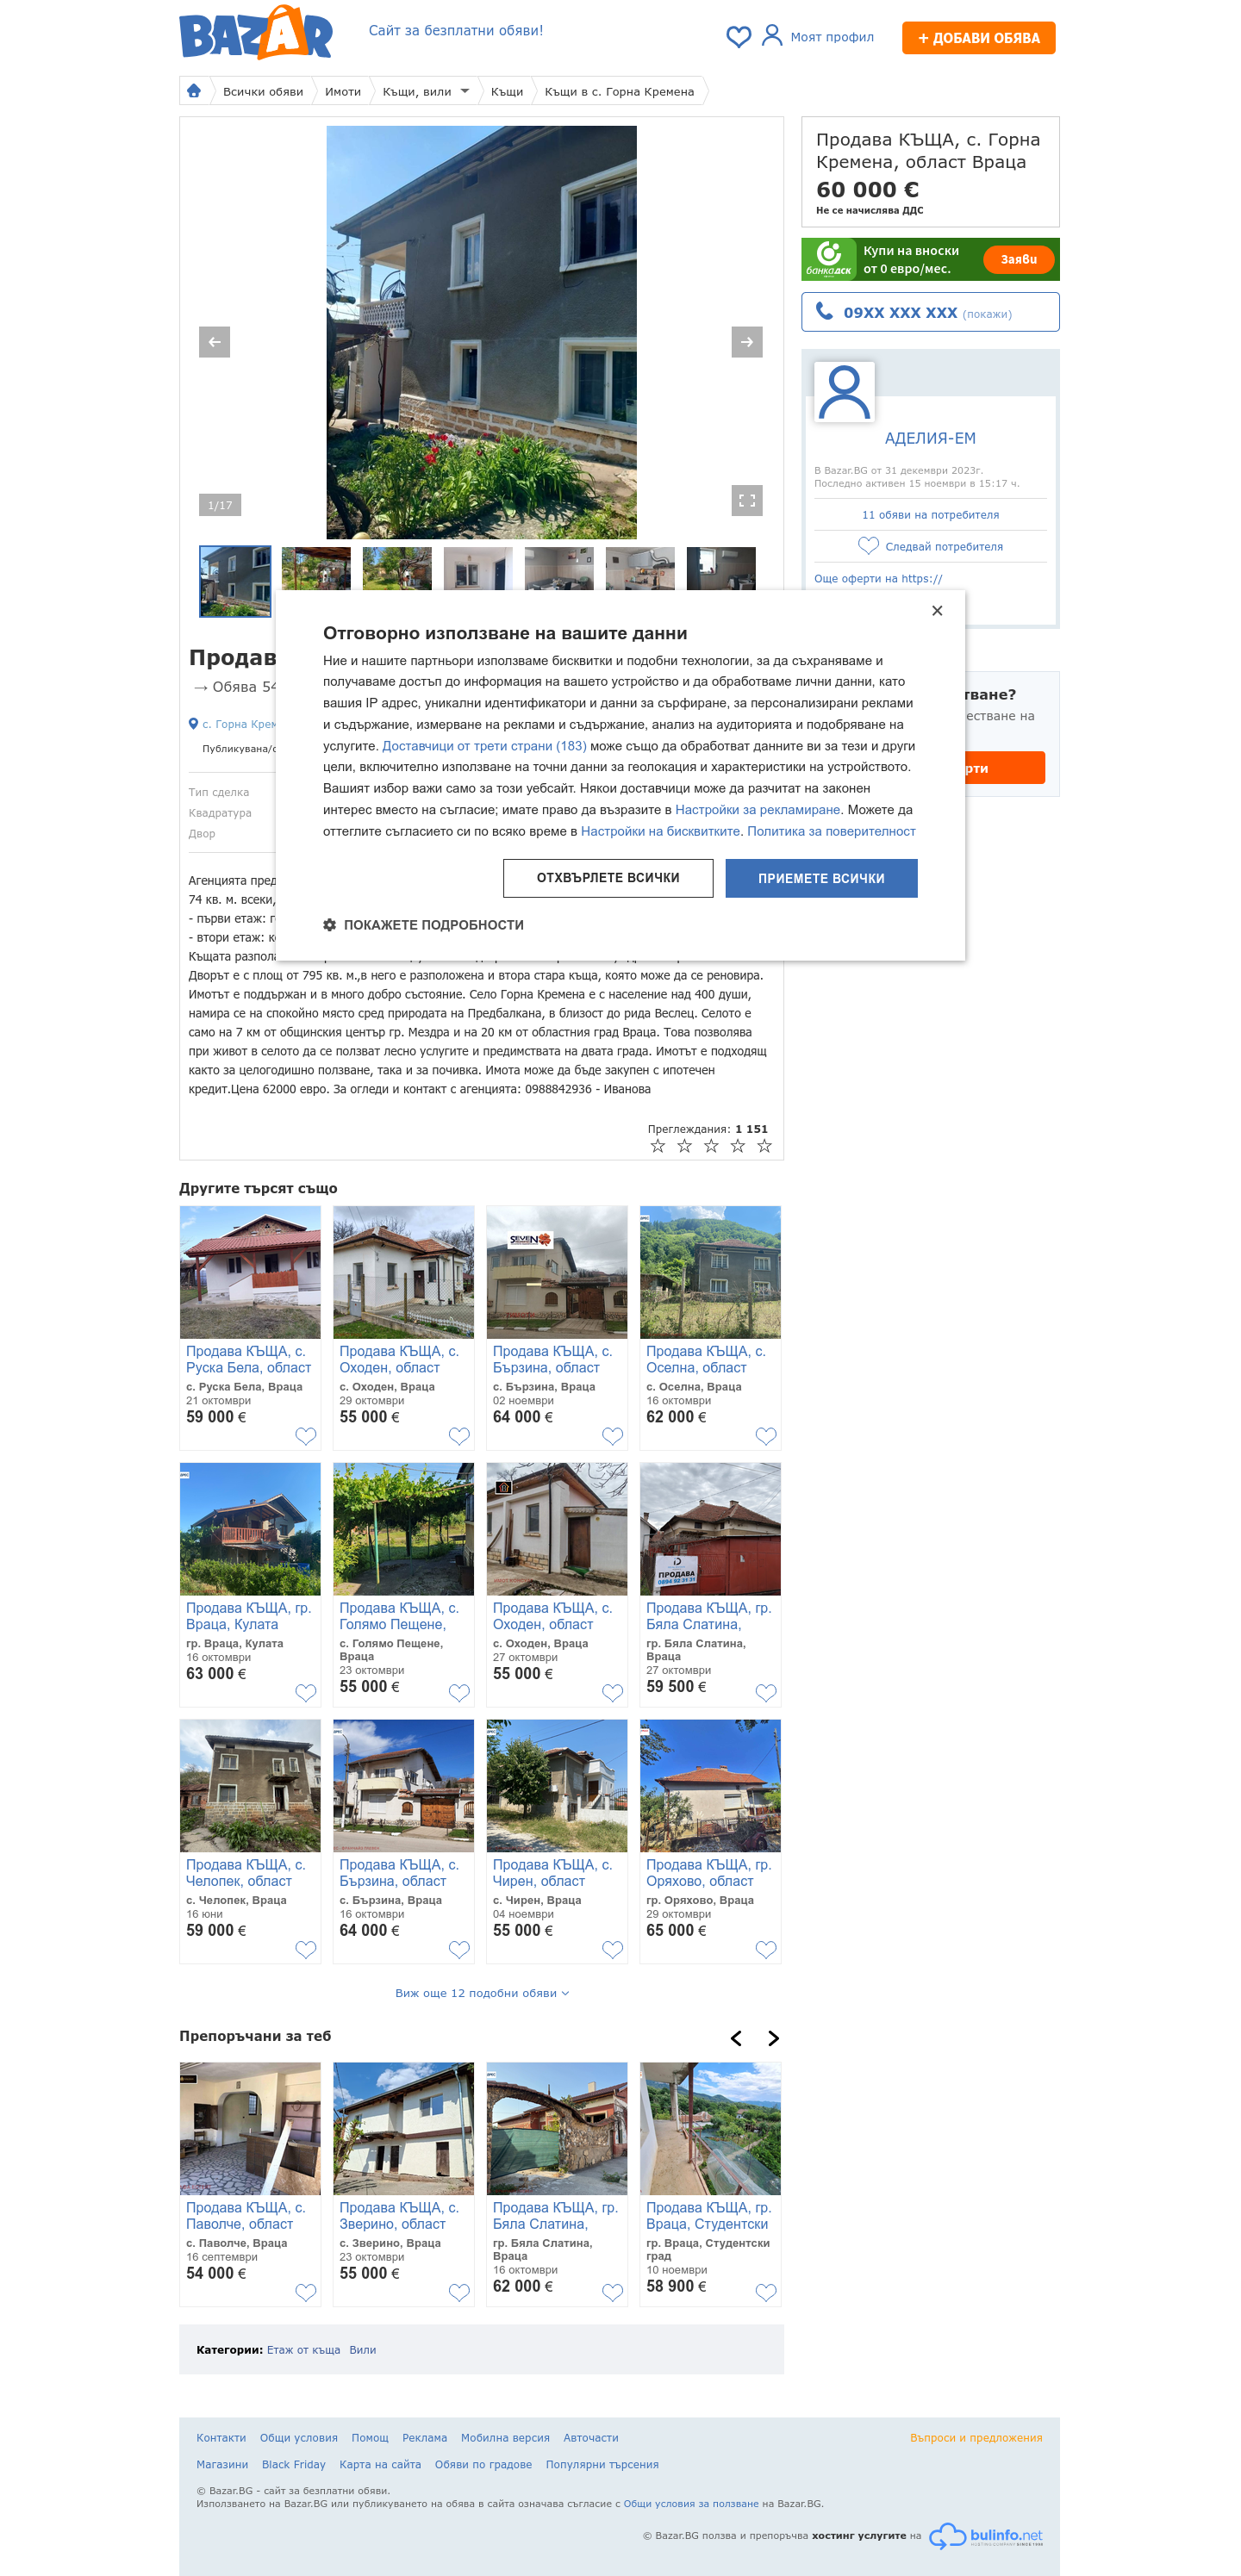 BAZAR
Сайт за безплатни обяви!
Моят профил
+ ДОБАВИ ОБЯВА
Всички обяви
Имоти
Къщи, вили
Къщи
Къщи в с. Горна Кремена
Продава КЪЩА, с. Горна
Кремена, област Враца
60 000 €
Не се начислява ДДС
банка дск
Купи на вноски
от 0 евро/мес.
Заяви
09XX XXX XXX (покажи)
АДЕЛИЯ-ЕМ
В Bazar.BG от 31 декември 2023г.
Последно активен 15 ноември в 15:17 ч.
11 обяви на потребителя
Следвай потребителя
Още оферти на https://
1/17
Продав
→ Обява 54
с. Горна Крем
Публикувана/
Тип сделка
Квадратура
Двор
×
Отговорно използване на вашите данни
Ние и нашите партньори използваме бисквитки и подобни технологии, за да съхраняваме и
получаваме достъп до информация на вашето устройство и да обработваме лични данни, като
вашия IP адрес, уникални идентификатори и данни за сърфиране, за персонализирани реклами
и съдържание, измерване на реклами и съдържание, анализ на аудиторията и подобряване на
услугите. Доставчици от трети страни (183) може също да обработват данните ви за тези и други
цели, включително използване на точни данни за геолокация и характеристики на устройството.
Вашият избор важи само за този уебсайт. Някои доставчици може да разчитат на законен
интерес вместо на съгласие; имате право да възразите в Настройки за рекламиране. Можете да
оттеглите съгласието си по всяко време в Настройки на бисквитките. Политика за поверителност
ОТХВЪРЛЕТЕ ВСИЧКИ
ПРИЕМЕТЕ ВСИЧКИ
ПОКАЖЕТЕ ПОДРОБНОСТИ
тване?
естване на
рти
Агенцията пред
74 кв. м. всеки,
- първи етаж: г
- втори етаж: к
Къщата разпола
Дворът е с площ от 795 кв. м.,в него е разположена и втора стара къща, която може да се реновира.
Имотът е поддържан и в много добро състояние. Село Горна Кремена е с население над 400 души,
намира се на спокойно място сред природата на Предбалкана, в близост до рида Веслец. Селото е
само на 7 км от общинския център гр. Мездра и на 20 км от областния град Враца. Това позволява
при живот в селото да се ползват лесно услугите и предимствата на двата града. Имотът е подходящ
както за целогодишно ползване, така и за почивка. Имота може да бъде закупен с ипотечен
кредит.Цена 62000 евро. За огледи и контакт с агенцията: 0988842936 - Иванова
Преглеждания: 1 151
Другите търсят също
SEVEN
Продава КЪЩА, с.
Руска Бела, област
с. Руска Бела, Враца
21 октомври
59 000 €
Продава КЪЩА, с.
Оходен, област
с. Оходен, Враца
29 октомври
55 000 €
Продава КЪЩА, с.
Бързина, област
с. Бързина, Враца
02 ноември
64 000 €
Продава КЪЩА, с.
Оселна, област
с. Оселна, Враца
16 октомври
62 000 €
ПРОДАВА
Продава КЪЩА, гр.
Враца, Кулата
гр. Враца, Кулата
16 октомври
63 000 €
Продава КЪЩА, с.
Голямо Пещене,
с. Голямо Пещене,
Враца
23 октомври
55 000 €
Продава КЪЩА, с.
Оходен, област
с. Оходен, Враца
27 октомври
55 000 €
Продава КЪЩА, гр.
Бяла Слатина,
гр. Бяла Слатина,
Враца
27 октомври
59 500 €
Продава КЪЩА, с.
Челопек, област
с. Челопек, Враца
16 юни
59 000 €
Продава КЪЩА, с.
Бързина, област
с. Бързина, Враца
16 октомври
64 000 €
Продава КЪЩА, с.
Чирен, област
с. Чирен, Враца
04 ноември
55 000 €
Продава КЪЩА, гр.
Оряхово, област
гр. Оряхово, Враца
29 октомври
65 000 €
Виж още 12 подобни обяви
Препоръчани за теб
Продава КЪЩА, с.
Паволче, област
с. Паволче, Враца
16 септември
54 000 €
Продава КЪЩА, с.
Зверино, област
с. Зверино, Враца
23 октомври
55 000 €
Продава КЪЩА, гр.
Бяла Слатина,
гр. Бяла Слатина,
Враца
16 октомври
62 000 €
Продава КЪЩА, гр.
Враца, Студентски
гр. Враца, Студентски
град
10 ноември
58 900 €
Категории: Етаж от къща Вили
Контакти Общи условия Помощ Реклама Мобилна версия Авточасти
Въпроси и предложения
Магазини Black Friday Карта на сайта Обяви по градове Популярни търсения
© Bazar.BG - сайт за безплатни обяви.
Използването на Bazar.BG или публикуването на обява в сайта означава съгласие с Общи условия за ползване на Bazar.BG.
© Bazar.BG ползва и препоръчва хостинг услугите на
bulinfo.net